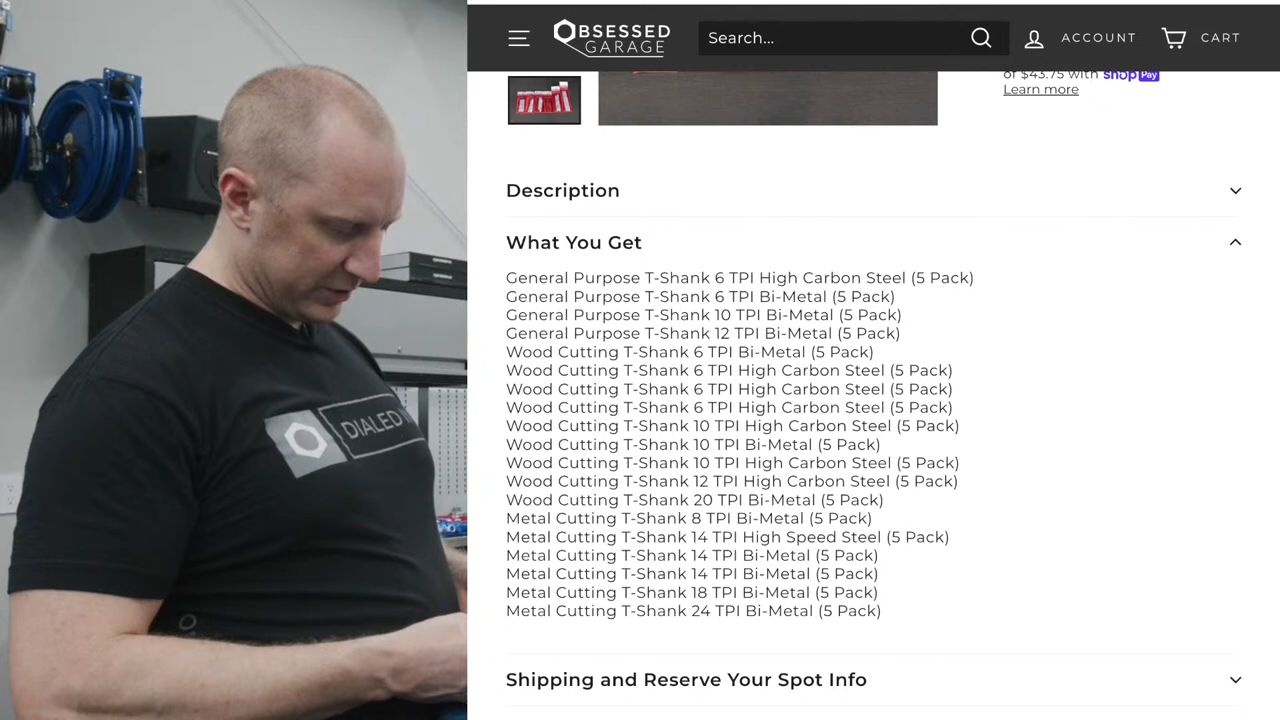 OBSESSED
GARAGE
Search...
ACCOUNT
CART
of $43.75 with shop Pay
Learn more
Description
What You Get
General Purpose T-Shank 6 TPI High Carbon Steel (5 Pack)
General Purpose T-Shank 6 TPI Bi-Metal (5 Pack)
General Purpose T-Shank 10 TPI Bi-Metal (5 Pack)
General Purpose T-Shank 12 TPI Bi-Metal (5 Pack)
Wood Cutting T-Shank 6 TPI Bi-Metal (5 Pack)
Wood Cutting T-Shank 6 TPI High Carbon Steel (5 Pack)
Wood Cutting T-Shank 6 TPI High Carbon Steel (5 Pack)
Wood Cutting T-Shank 6 TPI High Carbon Steel (5 Pack)
Wood Cutting T-Shank 10 TPI High Carbon Steel (5 Pack)
Wood Cutting T-Shank 10 TPI Bi-Metal (5 Pack)
Wood Cutting T-Shank 10 TPI High Carbon Steel (5 Pack)
Wood Cutting T-Shank 12 TPI High Carbon Steel (5 Pack)
Wood Cutting T-Shank 20 TPI Bi-Metal (5 Pack)
Metal Cutting T-Shank 8 TPI Bi-Metal (5 Pack)
Metal Cutting T-Shank 14 TPI High Speed Steel (5 Pack)
Metal Cutting T-Shank 14 TPI Bi-Metal (5 Pack)
Metal Cutting T-Shank 14 TPI Bi-Metal (5 Pack)
Metal Cutting T-Shank 18 TPI Bi-Metal (5 Pack)
Metal Cutting T-Shank 24 TPI Bi-Metal (5 Pack)
Shipping and Reserve Your Spot Info
DIALED